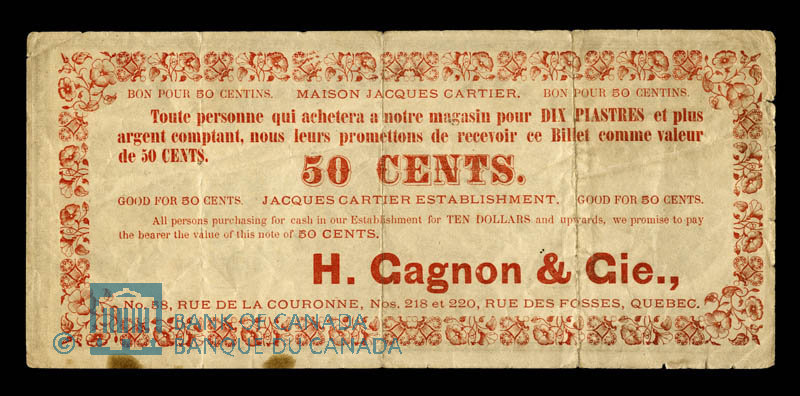 BON POUR 50 CENTINS. MAISON JACQUES CARTIER. BON POUR 50 CENTINS.
Toute personne qui achetera a notre magasin pour DIX PIASTRES et plus
argent comptant, nous leurs promettons de recevoir ce Billet comme valeur
de 50 CENTS.
50 CENTS.
GOOD FOR 50 CENTS. JACQUES CARTIER ESTABLISHMENT. GOOD FOR 50 CENTS.
All persons purchasing for cash in our Establishment for TEN DOLLARS and upwards, we promise to pay
the bearer the value of this note of 50 CENTS.
H. Gagnon & Cie.,
No. 58, RUE DE LA COURONNE, Nos. 218 et 220, RUE DES FOSSES, QUEBEC.
© BANK OF CANADA
BANQUE DU CANADA